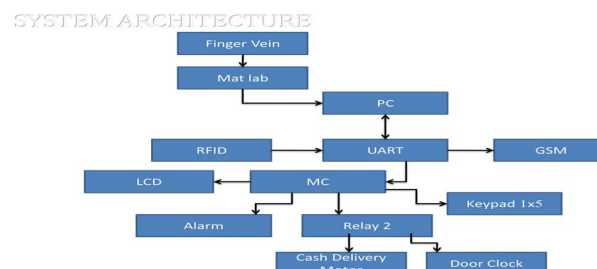 SYSTEM ARCHITECTURE
Finger Vein
Mat lab
PC
RFID
UART
GSM
LCD
MC
Keypad 1x5
Alarm
Relay 2
Cash Delivery
Door Clock